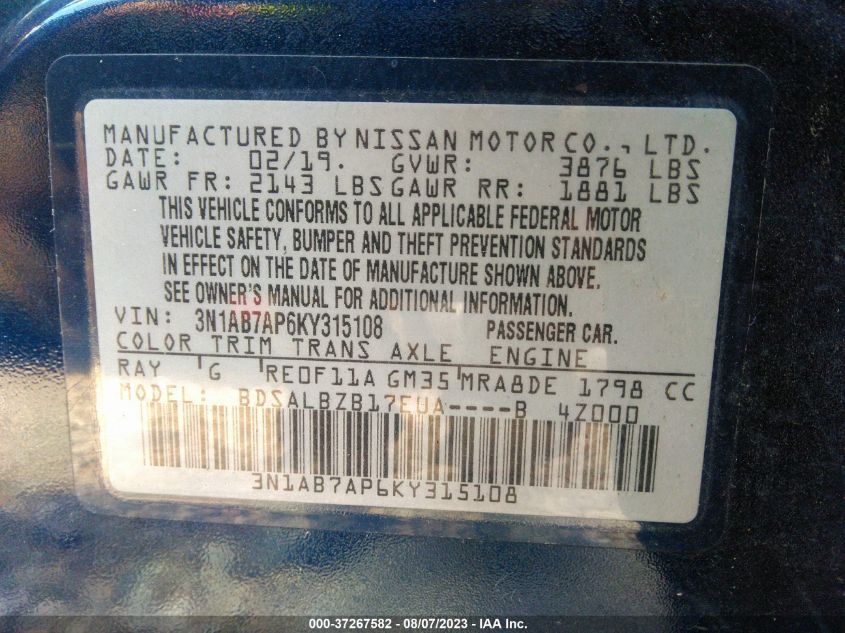 MANUFACTURED BY NISSAN MOTOR CO., LTD.
DATE: 02/19. GVWR: 3876 LBS
GAWR FR: 2143 LBS GAWR RR: 1881 LBS
THIS VEHICLE CONFORMS TO ALL APPLICABLE FEDERAL MOTOR
VEHICLE SAFETY, BUMPER AND THEFT PREVENTION STANDARDS
IN EFFECT ON THE DATE OF MANUFACTURE SHOWN ABOVE.
SEE OWNER'S MANUAL FOR ADDITIONAL INFORMATION.
VIN: 3N1AB7AP6KY315108 PASSENGER CAR.
COLOR TRIM TRANS AXLE ENGINE
RAY G RE0F11A GM35 MRA8DE 1798 CC
MODEL: BDSALBZB17EUA----B 4Z000
3N1AB7AP6KY315108
000-37267582 - 08/07/2023 - IAA Inc.